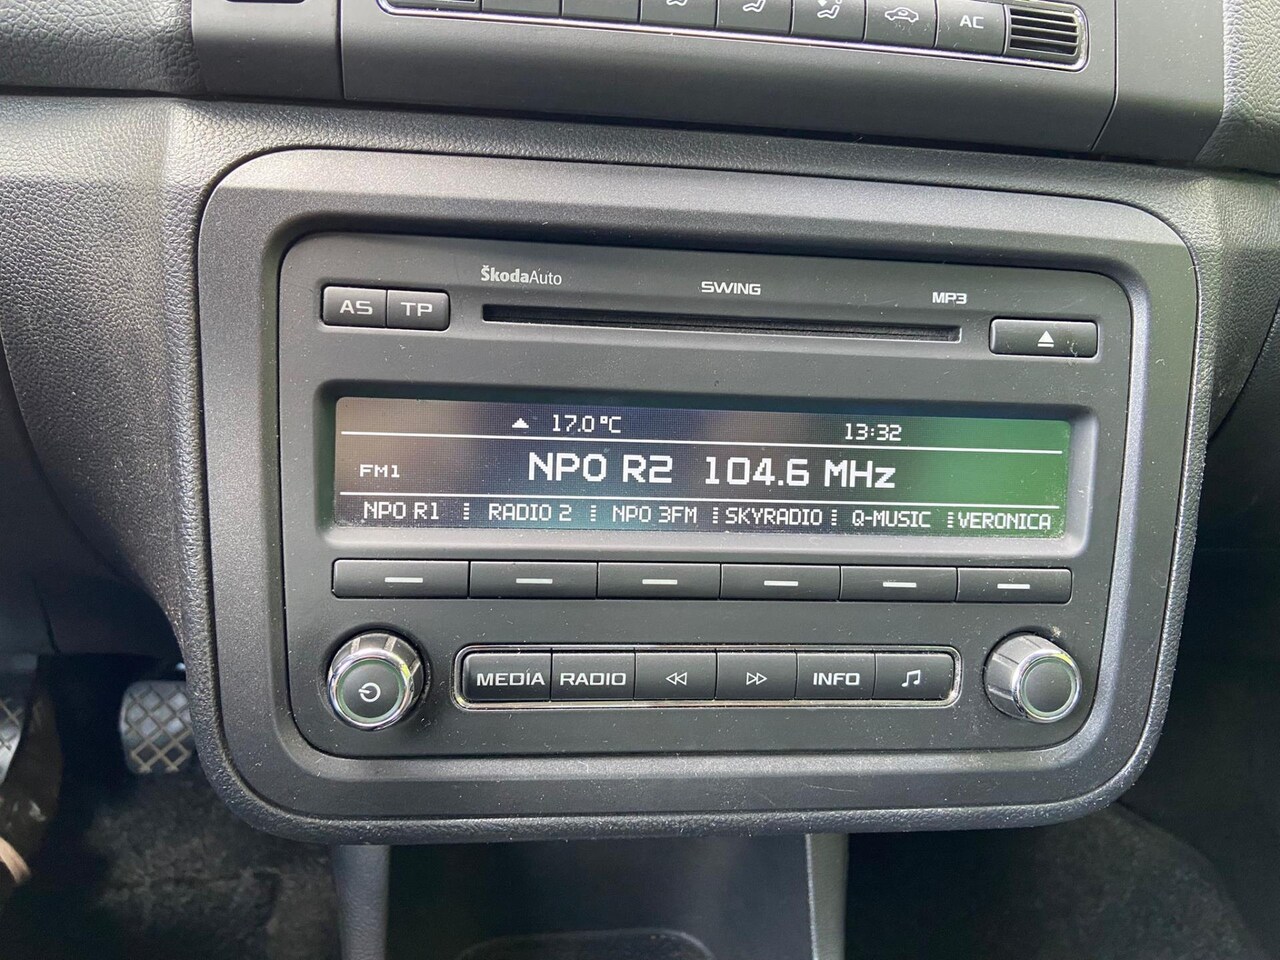 AC
ŠkodaAuto SWING MP3
AS TP
17.0°C 13:32
FM1 NPO R2 104.6 MHz
NPO R1 RADIO 2 NPO 3FM SKYRADIO Q-MUSIC VERONICA
MEDIA RADIO INFO